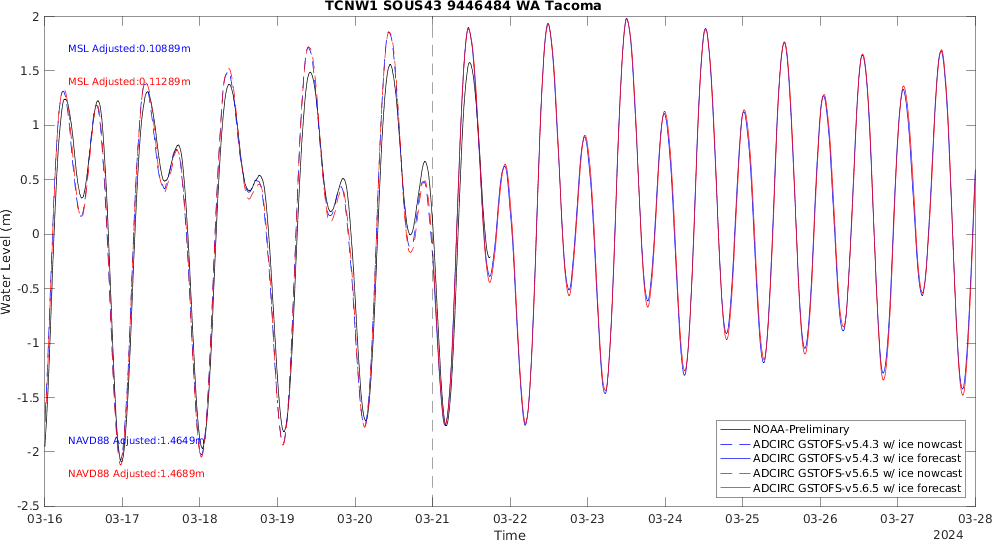 TCNW1 SOUS43 9446484 WA Tacoma
2
1.5
1
0.5
0
-0.5
-1
-1.5
-2
-2.5
Water Level (m)
MSL Adjusted:0.10889m
MSL Adjusted:0.11289m
NAVD88 Adjusted:1.4649m
NAVD88 Adjusted:1.4689m
NOAA-Preliminary
ADCIRC GSTOFS-v5.4.3 w/ ice nowcast
ADCIRC GSTOFS-v5.4.3 w/ ice forecast
ADCIRC GSTOFS-v5.6.5 w/ ice nowcast
ADCIRC GSTOFS-v5.6.5 w/ ice forecast
03-16 03-17 03-18 03-19 03-20 03-21 03-22 03-23 03-24 03-25 03-26 03-27 03-28
Time
2024